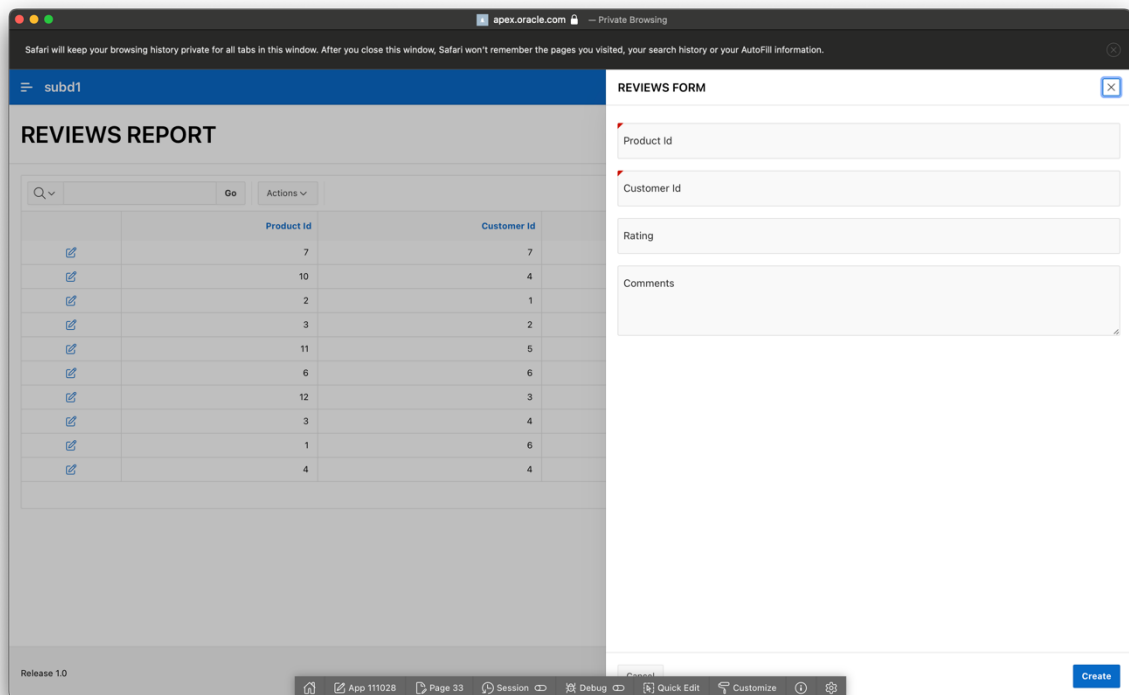 apex.oracle.com — Private Browsing
Safari will keep your browsing history private for all tabs in this window. After you close this window, Safari won't remember the pages you visited, your search history or your AutoFill information.
subd1
REVIEWS REPORT
Go
Actions
Product Id Customer Id
7 7
10 4
2 1
3 2
11 5
6 6
12 3
3 4
1 6
4 4
Release 1.0
REVIEWS FORM
Product Id
Customer Id
Rating
Comments
Cancel
Create
App 111028 Page 33 Session Debug Quick Edit Customize